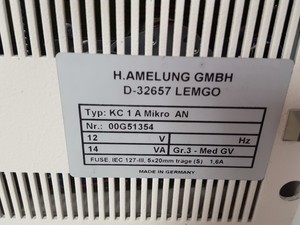 H.AMELUNG GMBH
D-32657 LEMGO
Typ: KC 1 A Mikro AN
Nr.: 00G51354
12 V Hz
14 VA Gr.3 - Med.GV
FUSE. IEC 127-III, 5x20mm träge (S) 1,6A
MADE IN GERMANY